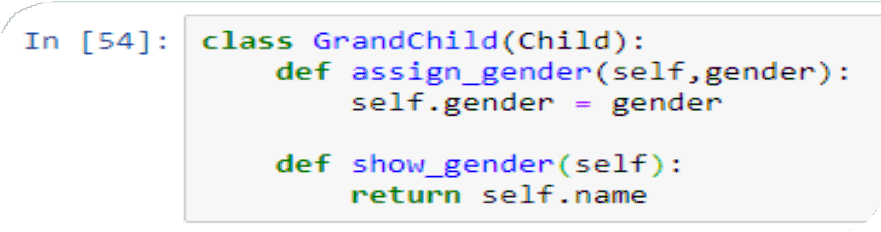 In [54]: class GrandChild(Child):
    def assign_gender(self,gender):
        self.gender = gender

    def show_gender(self):
        return self.name